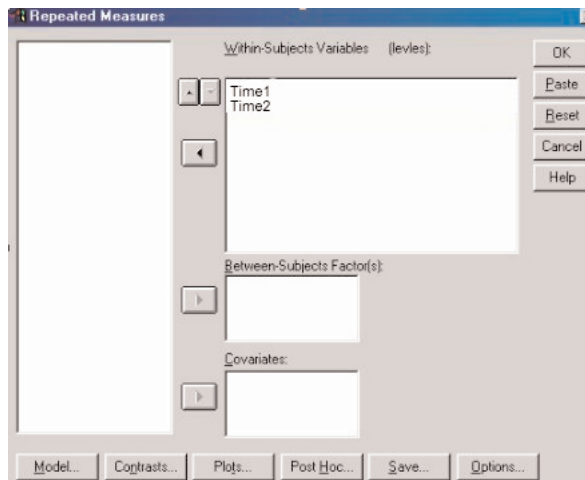 Repeated Measures
Within-Subjects Variables (levles):
Time1
Time2
OK
Paste
Reset
Cancel
Help
Between-Subjects Factor(s):
Covariates:
Model... Contrasts... Plots... Post Hoc... Save... Options...